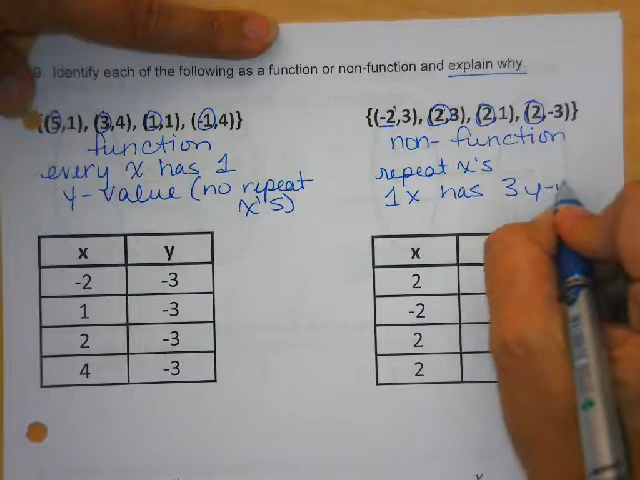 9. Identify each of the following as a function or non-function and explain why.
{(5,1), (3,4), (1,1), (-1,4)}
function
every x has 1
y-value (no repeat
x's)
{(-2,3), (2,3), (2,1), (2,-3)}
non-function
repeat x's
1 x has 3 y-
x y
-2 -3
1 -3
2 -3
4 -3
x
2
-2
2
2